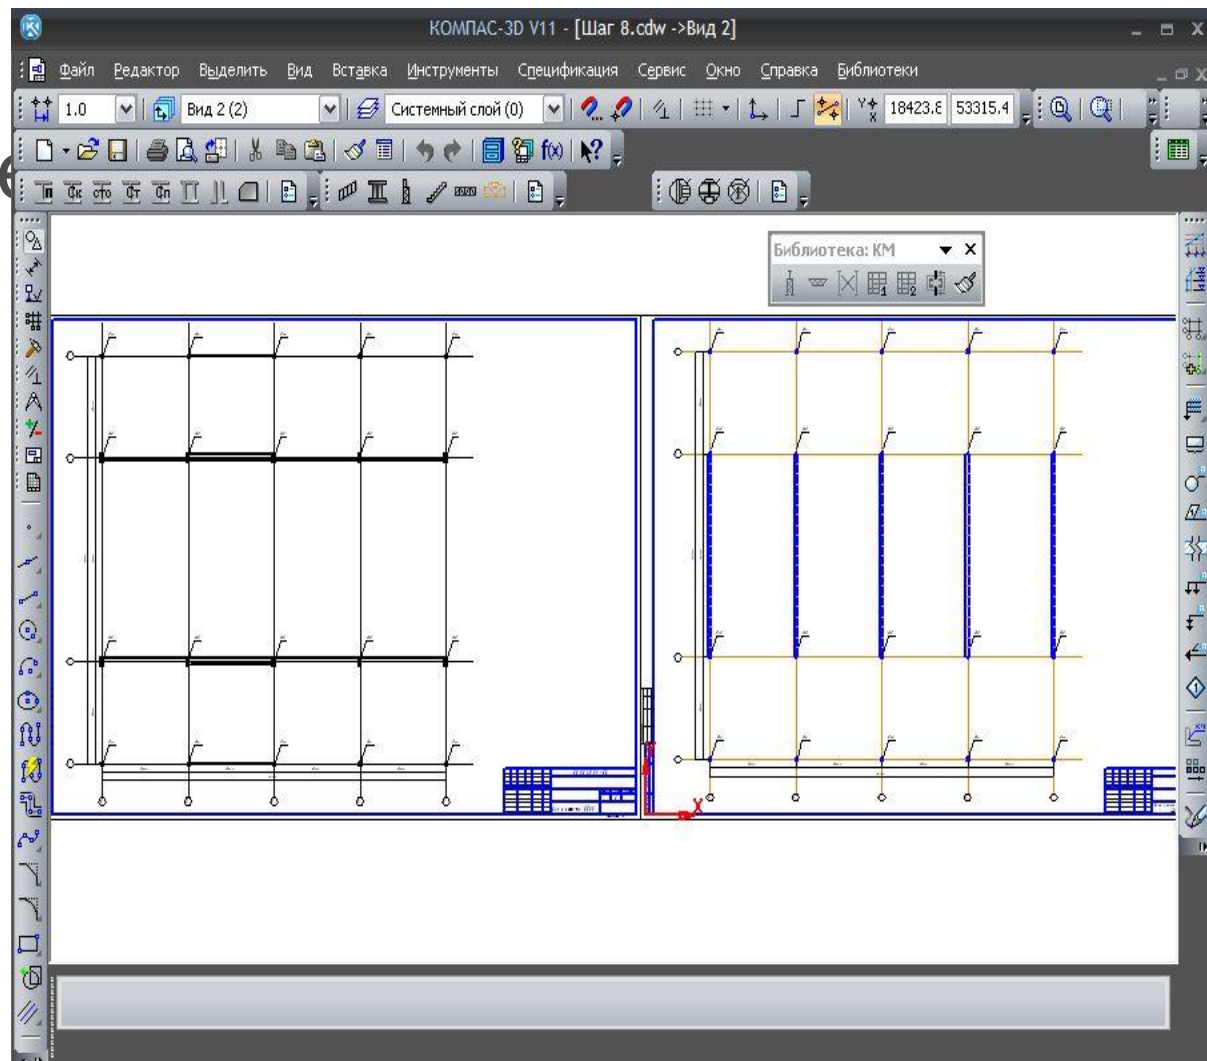 КОМПАС-3D V11 - [Шаг 8.cdw ->Вид 2]
Файл Редактор Выделить Вид Вставка Инструменты Спецификация Сервис Окно Справка Библиотеки
1.0 Вид 2 (2) Системный слой (0) 18423.8 53315.4
f(x)
Библиотека: КМ
X